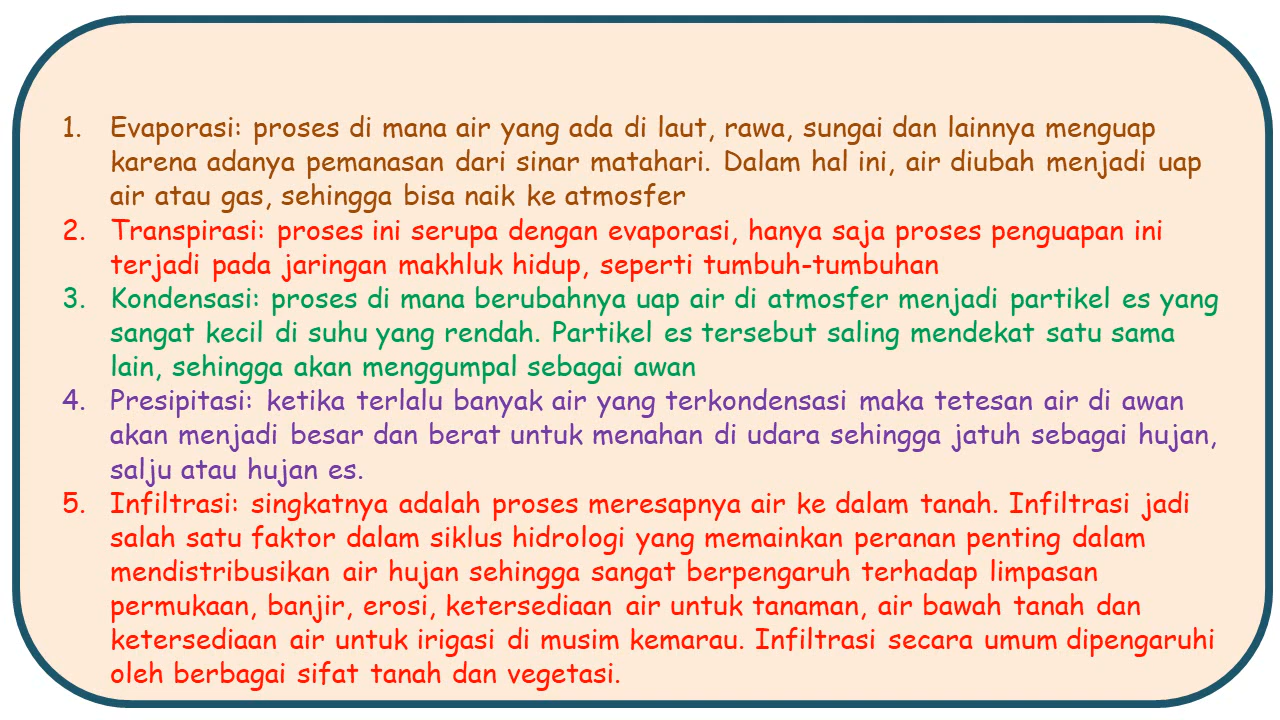 1. Evaporasi: proses di mana air yang ada di laut, rawa, sungai dan lainnya menguap
karena adanya pemanasan dari sinar matahari. Dalam hal ini, air diubah menjadi uap
air atau gas, sehingga bisa naik ke atmosfer
2. Transpirasi: proses ini serupa dengan evaporasi, hanya saja proses penguapan ini
terjadi pada jaringan makhluk hidup, seperti tumbuh-tumbuhan
3. Kondensasi: proses di mana berubahnya uap air di atmosfer menjadi partikel es yang
sangat kecil di suhu yang rendah. Partikel es tersebut saling mendekat satu sama
lain, sehingga akan menggumpal sebagai awan
4. Presipitasi: ketika terlalu banyak air yang terkondensasi maka tetesan air di awan
akan menjadi besar dan berat untuk menahan di udara sehingga jatuh sebagai hujan,
salju atau hujan es.
5. Infiltrasi: singkatnya adalah proses meresapnya air ke dalam tanah. Infiltrasi jadi
salah satu faktor dalam siklus hidrologi yang memainkan peranan penting dalam
mendistribusikan air hujan sehingga sangat berpengaruh terhadap limpasan
permukaan, banjir, erosi, ketersediaan air untuk tanaman, air bawah tanah dan
ketersediaan air untuk irigasi di musim kemarau. Infiltrasi secara umum dipengaruhi
oleh berbagai sifat tanah dan vegetasi.